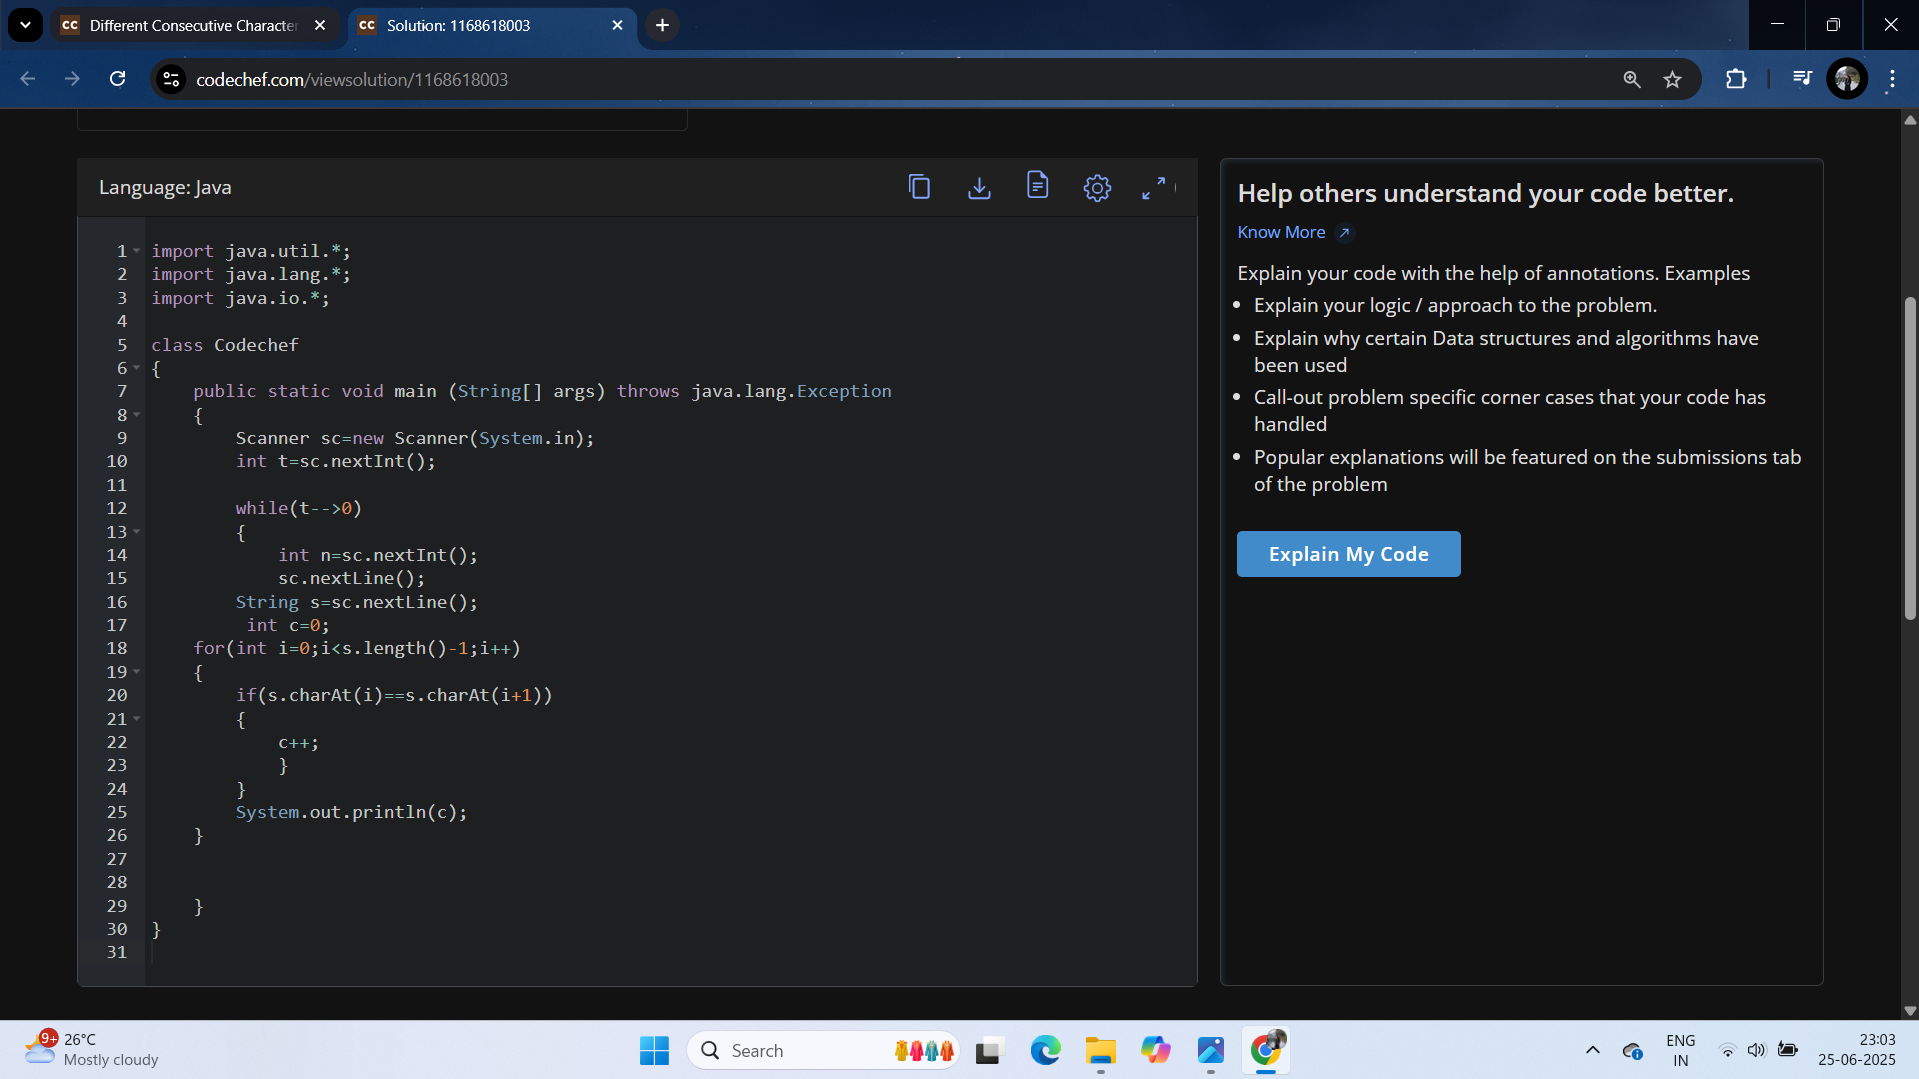 CC Different Consecutive Character
CC Solution: 1168618003
codechef.com/viewsolution/1168618003
Language: Java
1 import java.util.*;
2 import java.lang.*;
3 import java.io.*;
4
5 class Codechef
6 {
7 public static void main (String[] args) throws java.lang.Exception
8 {
9 Scanner sc=new Scanner(System.in);
10 int t=sc.nextInt();
11
12 while(t-->0)
13 {
14 int n=sc.nextInt();
15 sc.nextLine();
16 String s=sc.nextLine();
17 int c=0;
18 for(int i=0;i<s.length()-1;i++)
19 {
20 if(s.charAt(i)==s.charAt(i+1))
21 {
22 c++;
23 }
24 }
25 System.out.println(c);
26 }
27
28
29 }
30 }
31
Help others understand your code better.
Know More
Explain your code with the help of annotations. Examples
• Explain your logic / approach to the problem.
• Explain why certain Data structures and algorithms have
been used
• Call-out problem specific corner cases that your code has
handled
• Popular explanations will be featured on the submissions tab
of the problem
Explain My Code
9+
26°C
Mostly cloudy
Search
ENG
IN
23:03
25-06-2025